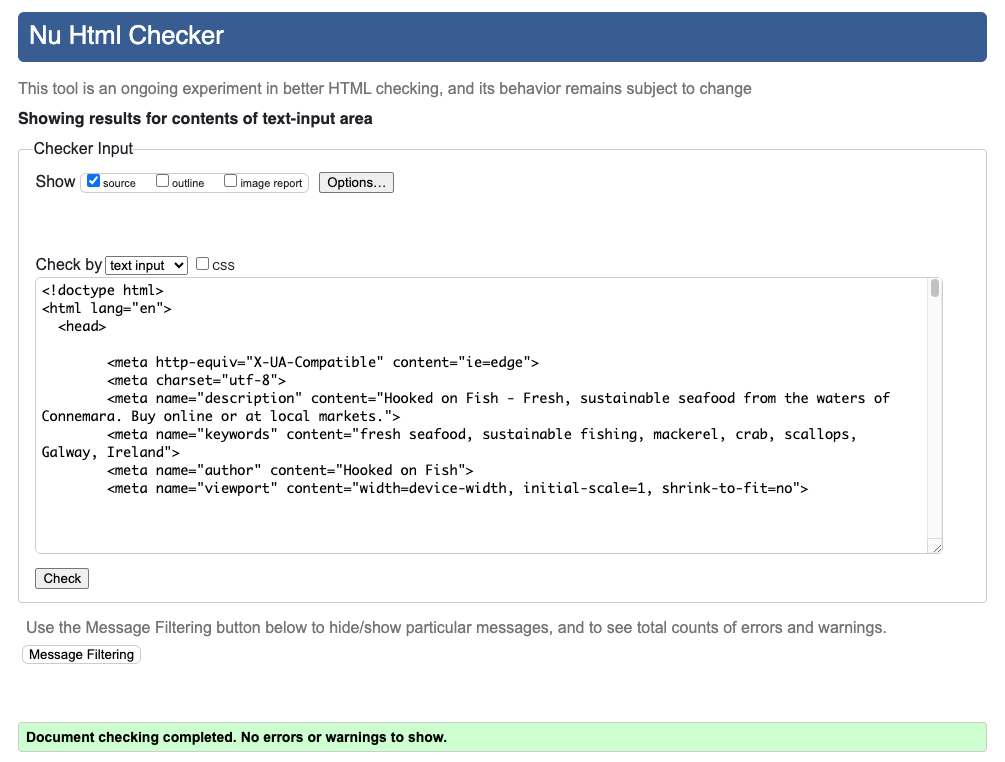 Nu Html Checker
This tool is an ongoing experiment in better HTML checking, and its behavior remains subject to change
Showing results for contents of text-input area
Checker Input
Show source outline image report Options...
Check by text input CSS
<!doctype html>
<html lang="en">
<head>
<meta http-equiv="X-UA-Compatible" content="ie=edge">
<meta charset="utf-8">
<meta name="description" content="Hooked on Fish - Fresh, sustainable seafood from the waters of
Connemara. Buy online or at local markets.">
<meta name="keywords" content="fresh seafood, sustainable fishing, mackerel, crab, scallops,
Galway, Ireland">
<meta name="author" content="Hooked on Fish">
<meta name="viewport" content="width=device-width, initial-scale=1, shrink-to-fit=no">
Check
Use the Message Filtering button below to hide/show particular messages, and to see total counts of errors and warnings.
Message Filtering
Document checking completed. No errors or warnings to show.